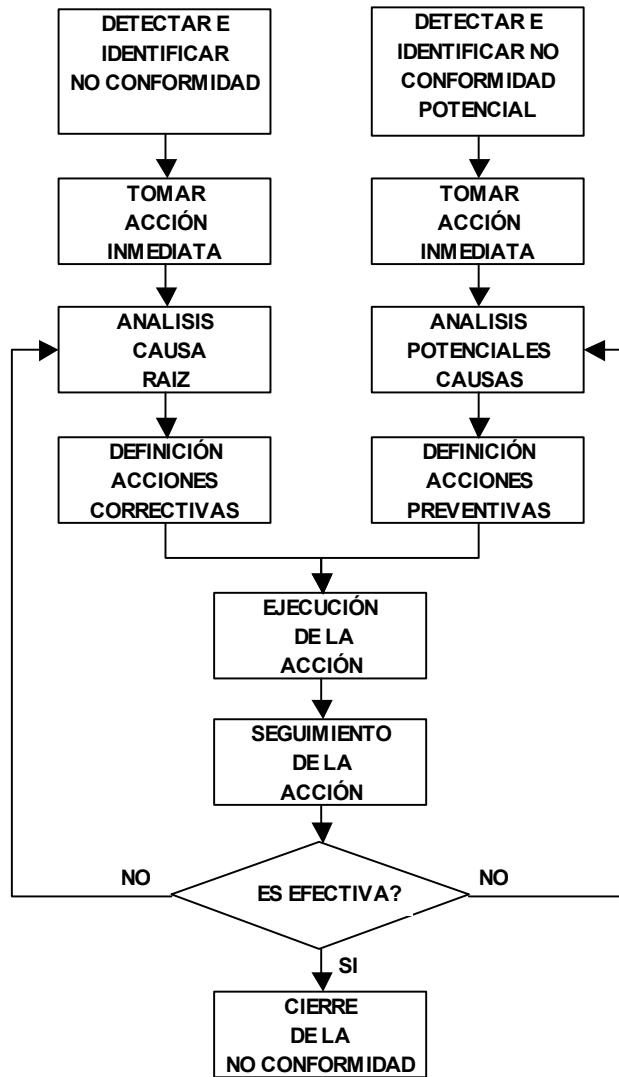 DETECTAR E
IDENTIFICAR
NO CONFORMIDAD
DETECTAR E
IDENTIFICAR NO
CONFORMIDAD
POTENCIAL
TOMAR
ACCIÓN
INMEDIATA
TOMAR
ACCIÓN
INMEDIATA
ANALISIS
CAUSA
RAIZ
ANALISIS
POTENCIALES
CAUSAS
DEFINICIÓN
ACCIONES
CORRECTIVAS
DEFINICIÓN
ACCIONES
PREVENTIVAS
EJECUCIÓN
DE LA
ACCIÓN
SEGUIMIENTO
DE LA
ACCIÓN
NO
ES EFECTIVA?
NO
SI
CIERRE
DE LA
NO CONFORMIDAD